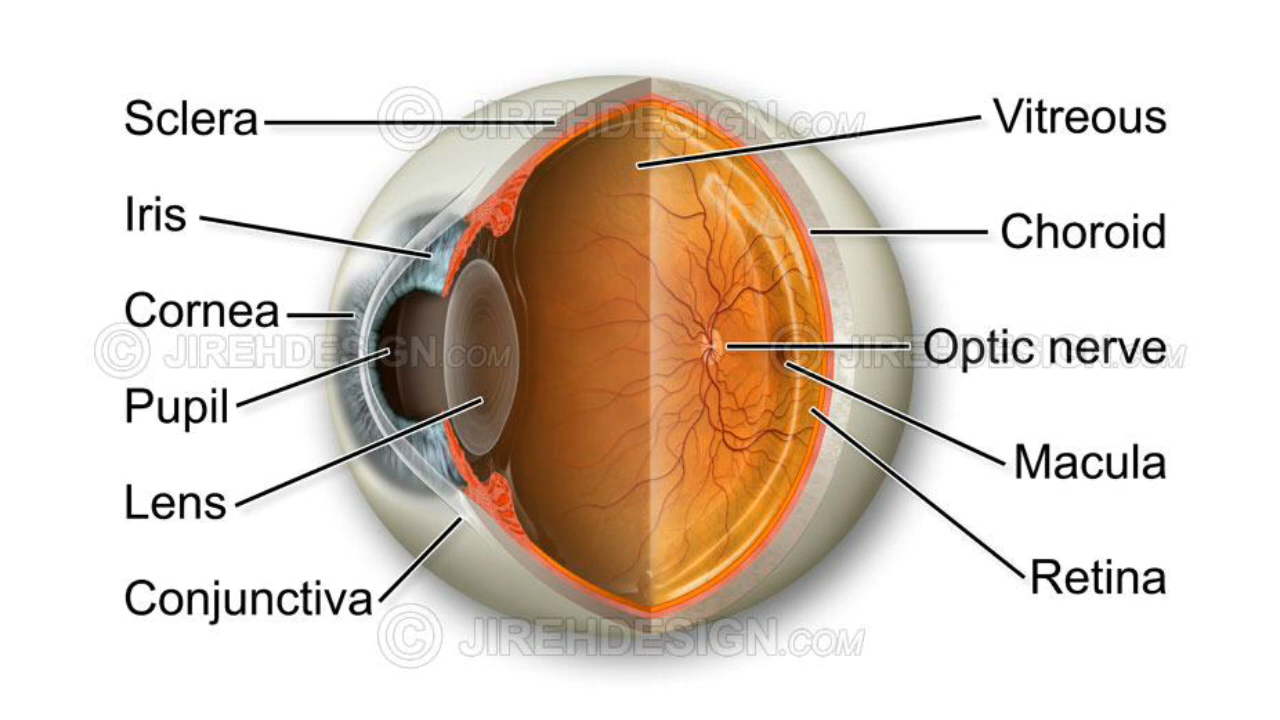 Sclera
Iris
Cornea
Pupil
Lens
Conjunctiva
Vitreous
Choroid
Optic nerve
Macula
Retina
© JIREHDESIGN.COM
© JIREHDESIGN.COM
© JIREHDESIGN.COM
© JIREHDESIGN.COM